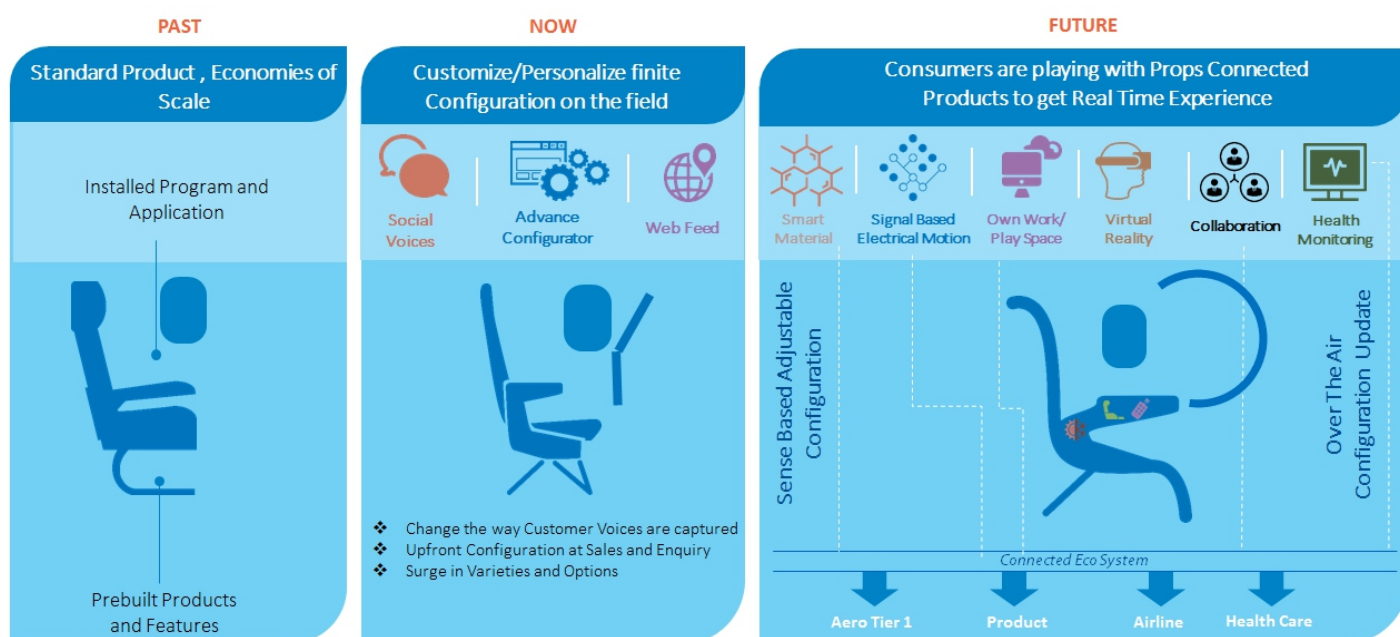 PAST
Standard Product , Economies of
Scale
Installed Program and
Application
Prebuilt Products
and Features
NOW
Customize/Personalize finite
Configuration on the field
Social
Voices
Advance
Configurator
Web Feed
Change the way Customer Voices are captured
Upfront Configuration at Sales and Enquiry
Surge in Varieties and Options
FUTURE
Consumers are playing with Props Connected
Products to get Real Time Experience
Smart
Material
Signal Based
Electrical Motion
Own Work/
Play Space
Virtual
Reality
Collaboration
Health
Monitoring
Sense Based Adjustable
Configuration
Over The Air
Configuration Update
Connected Eco System
Aero Tier 1
Product
Airline
Health Care